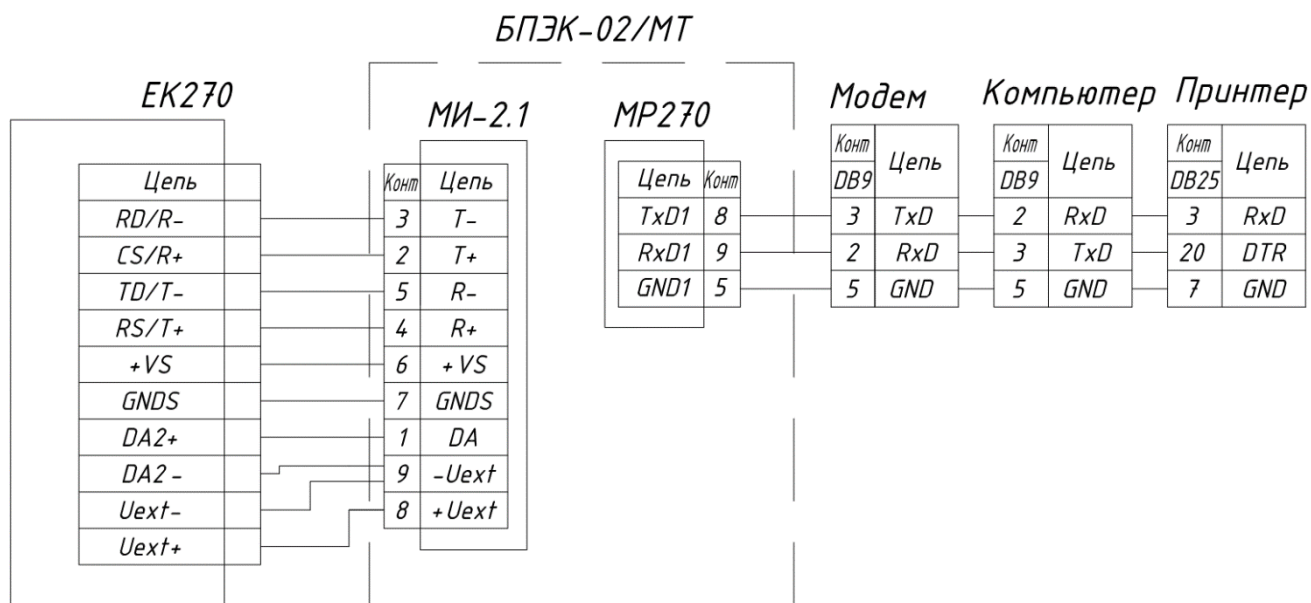 БПЭК-02/МТ
ЕК270
Цепь
RD/R-
CS/R+
TD/T-
RS/T+
+VS
GNDS
DA2+
DA2 -
Uext-
Uext+
МИ-2.1
Конт Цепь
3 T-
2 T+
5 R-
4 R+
6 +VS
7 GNDS
1 DA
9 -Uext
8 +Uext
МР270
Цепь Конт
TxD1 8
RxD1 9
GND1 5
Модем
Конт Цепь
DB9
3 TxD
2 RxD
5 GND
Компьютер
Конт Цепь
DB9
2 RxD
3 TxD
5 GND
Принтер
Конт Цепь
DB25
3 RxD
20 DTR
7 GND